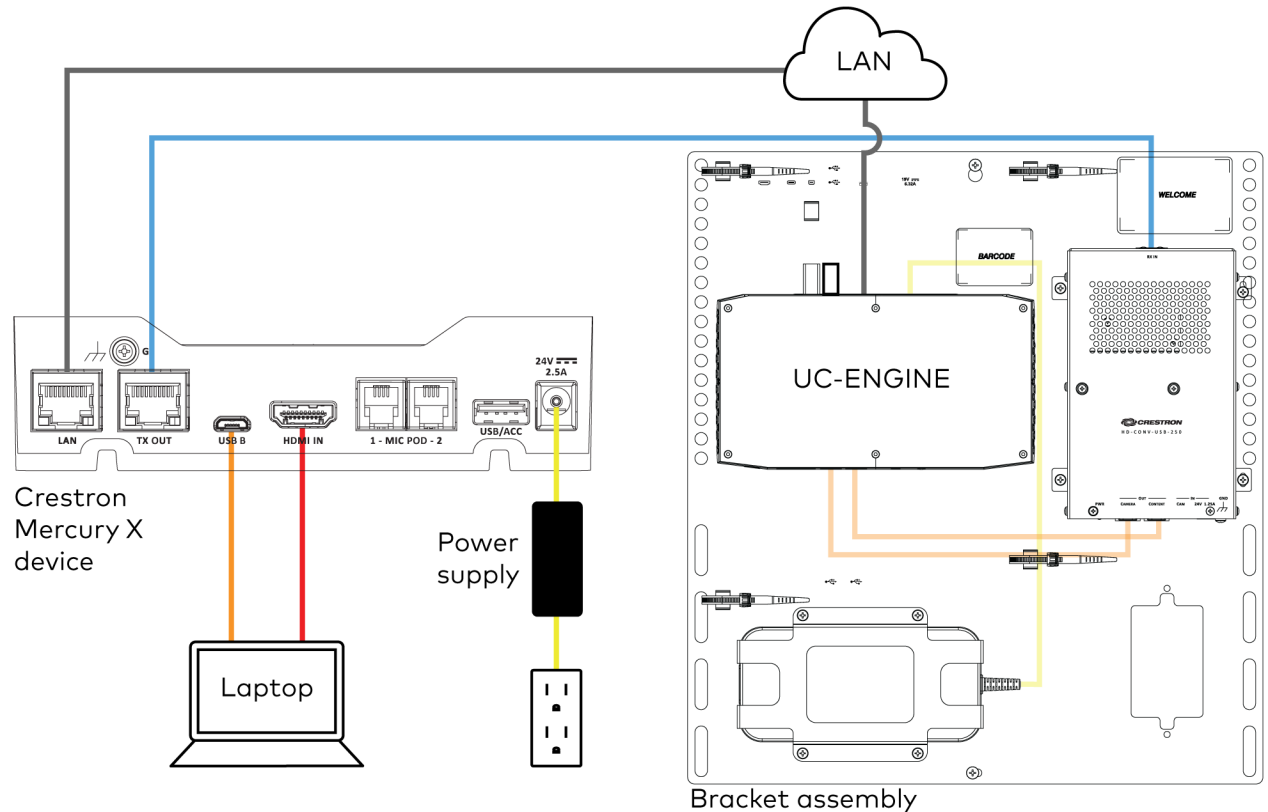 LAN
WELCOME
19V
6.32A
BARCODE
RX IN
UC-ENGINE
G
24V
2.5A
LAN
TX OUT
USB B
HDMI IN
1 - MIC POD - 2
USB/ACC
CRESTRON
HD-CONV-USB-250
Crestron
Mercury X
device
Power
supply
PWR
OUT
CAMERA
CONTENT
IN
CAM
24V 1.25A
GND
Laptop
Bracket assembly